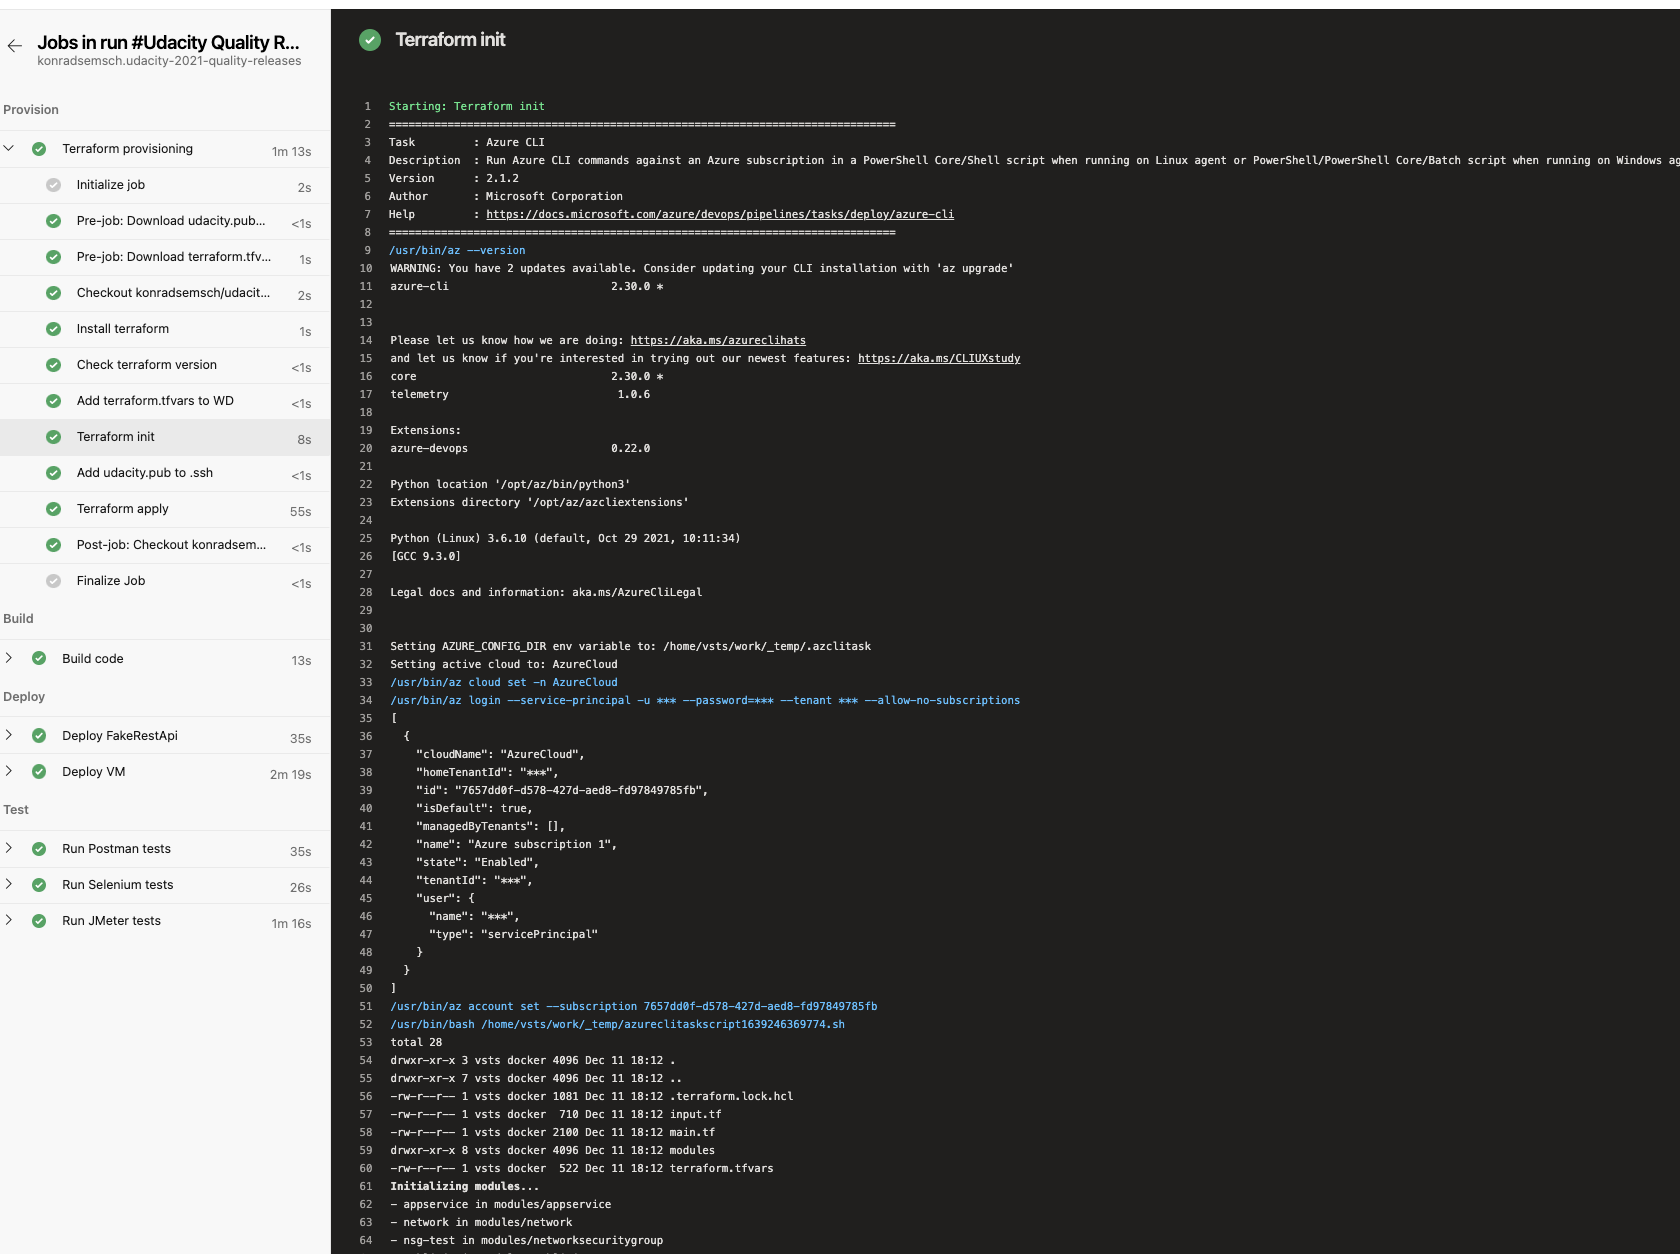 Jobs in run #Udacity Quality R...
konradsemsch.udacity-2021-quality-releases
Provision
Terraform provisioning 1m 13s
Initialize job 2s
Pre-job: Download udacity.pub... <1s
Pre-job: Download terraform.tfv... 1s
Checkout konradsemsch/udacit... 2s
Install terraform 1s
Check terraform version <1s
Add terraform.tfvars to WD <1s
Terraform init 8s
Add udacity.pub to .ssh <1s
Terraform apply 55s
Post-job: Checkout konradsem... <1s
Finalize Job <1s
Build
Build code 13s
Deploy
Deploy FakeRestApi 35s
Deploy VM 2m 19s
Test
Run Postman tests 35s
Run Selenium tests 26s
Run JMeter tests 1m 16s
Terraform init
1 Starting: Terraform init
2 ==============================================================================
3 Task : Azure CLI
4 Description : Run Azure CLI commands against an Azure subscription in a PowerShell Core/Shell script when running on Linux agent or PowerShell/PowerShell Core/Batch script when running on Windows ag
5 Version : 2.1.2
6 Author : Microsoft Corporation
7 Help : https://docs.microsoft.com/azure/devops/pipelines/tasks/deploy/azure-cli
8 ==============================================================================
9 /usr/bin/az --version
10 WARNING: You have 2 updates available. Consider updating your CLI installation with 'az upgrade'
11 azure-cli 2.30.0 *
12
13
14 Please let us know how we are doing: https://aka.ms/azureclihats
15 and let us know if you're interested in trying out our newest features: https://aka.ms/CLIUXstudy
16 core 2.30.0 *
17 telemetry 1.0.6
18
19 Extensions:
20 azure-devops 0.22.0
21
22 Python location '/opt/az/bin/python3'
23 Extensions directory '/opt/az/azcliextensions'
24
25 Python (Linux) 3.6.10 (default, Oct 29 2021, 10:11:34)
26 [GCC 9.3.0]
27
28 Legal docs and information: aka.ms/AzureCliLegal
29
30
31 Setting AZURE_CONFIG_DIR env variable to: /home/vsts/work/_temp/.azclitask
32 Setting active cloud to: AzureCloud
33 /usr/bin/az cloud set -n AzureCloud
34 /usr/bin/az login --service-principal -u *** --password=*** --tenant *** --allow-no-subscriptions
35 [
36 {
37 "cloudName": "AzureCloud",
38 "homeTenantId": "***",
39 "id": "7657dd0f-d578-427d-aed8-fd97849785fb",
40 "isDefault": true,
41 "managedByTenants": [],
42 "name": "Azure subscription 1",
43 "state": "Enabled",
44 "tenantId": "***",
45 "user": {
46 "name": "***",
47 "type": "servicePrincipal"
48 }
49 }
50 ]
51 /usr/bin/az account set --subscription 7657dd0f-d578-427d-aed8-fd97849785fb
52 /usr/bin/bash /home/vsts/work/_temp/azureclitaskscript1639246369774.sh
53 total 28
54 drwxr-xr-x 3 vsts docker 4096 Dec 11 18:12 .
55 drwxr-xr-x 7 vsts docker 4096 Dec 11 18:12 ..
56 -rw-r--r-- 1 vsts docker 1081 Dec 11 18:12 .terraform.lock.hcl
57 -rw-r--r-- 1 vsts docker 710 Dec 11 18:12 input.tf
58 -rw-r--r-- 1 vsts docker 2100 Dec 11 18:12 main.tf
59 drwxr-xr-x 8 vsts docker 4096 Dec 11 18:12 modules
60 -rw-r--r-- 1 vsts docker 522 Dec 11 18:12 terraform.tfvars
61 Initializing modules...
62 - appservice in modules/appservice
63 - network in modules/network
64 - nsg-test in modules/networksecuritygroup